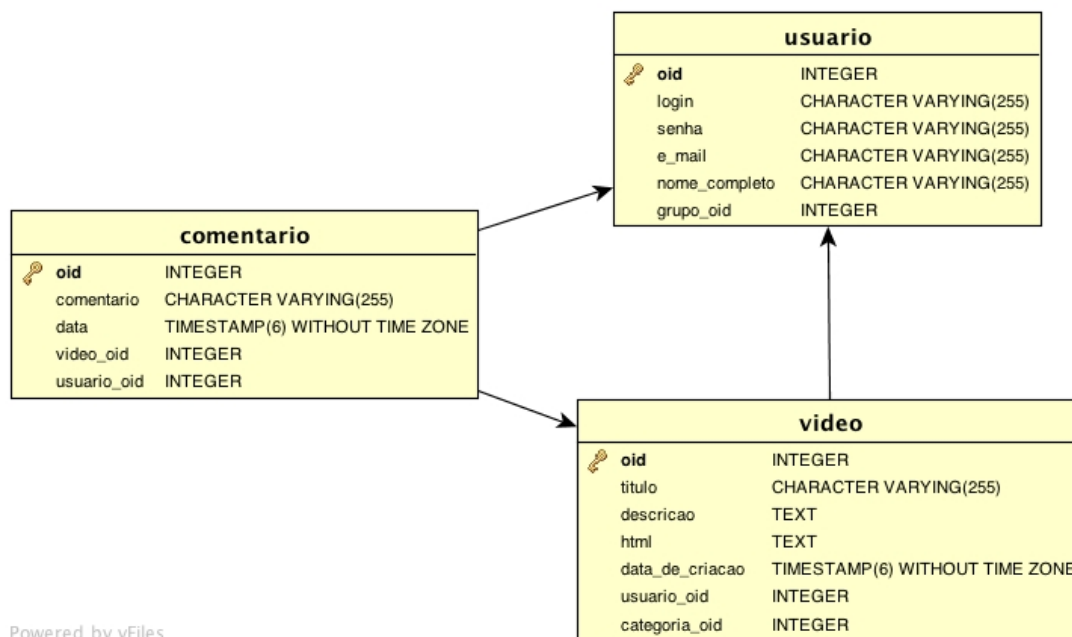 usuario
oid INTEGER
login CHARACTER VARYING(255)
senha CHARACTER VARYING(255)
e_mail CHARACTER VARYING(255)
nome_completo CHARACTER VARYING(255)
grupo_oid INTEGER
comentario
oid INTEGER
comentario CHARACTER VARYING(255)
data TIMESTAMP(6) WITHOUT TIME ZONE
video_oid INTEGER
usuario_oid INTEGER
video
oid INTEGER
titulo CHARACTER VARYING(255)
descricao TEXT
html TEXT
data_de_criacao TIMESTAMP(6) WITHOUT TIME ZONE
usuario_oid INTEGER
categoria_oid INTEGER
Powered by yFiles